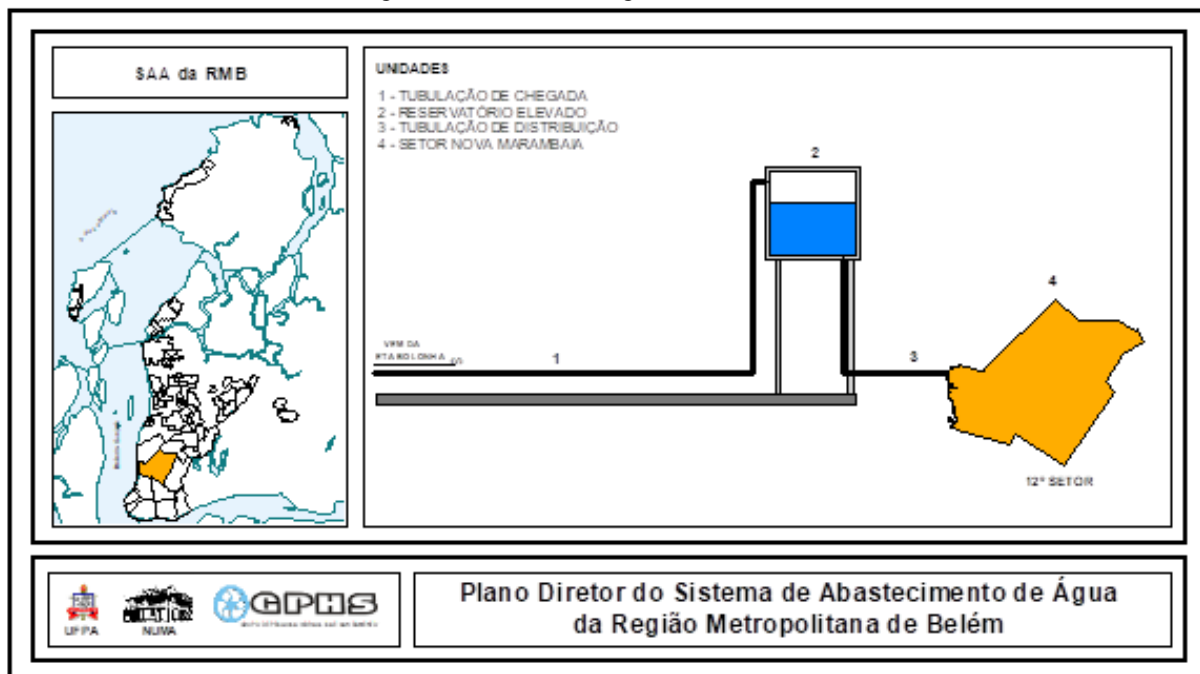 SAA da RMB
UNIDADES
1 - TUBULAÇÃO DE CHEGADA
2 - RESERVATÓRIO ELEVADO
3 - TUBULAÇÃO DE DISTRIBUIÇÃO
4 - SETOR NOVA MARAMBAIA
2
4
VEM DA
ETA BOLONHA
1
3
12º SETOR
UFPA
NUMA
GPHS
Plano Diretor do Sistema de Abastecimento de Água
da Região Metropolitana de Belém